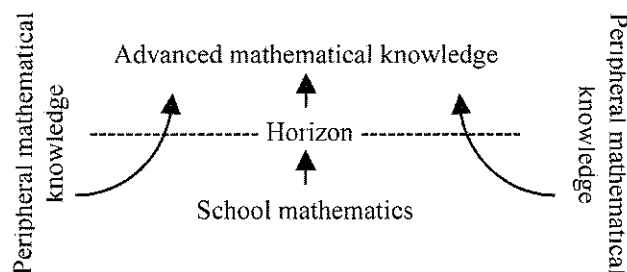 Peripheral mathematical
knowledge
Advanced mathematical knowledge
Horizon
School mathematics
Peripheral mathematical
knowledge